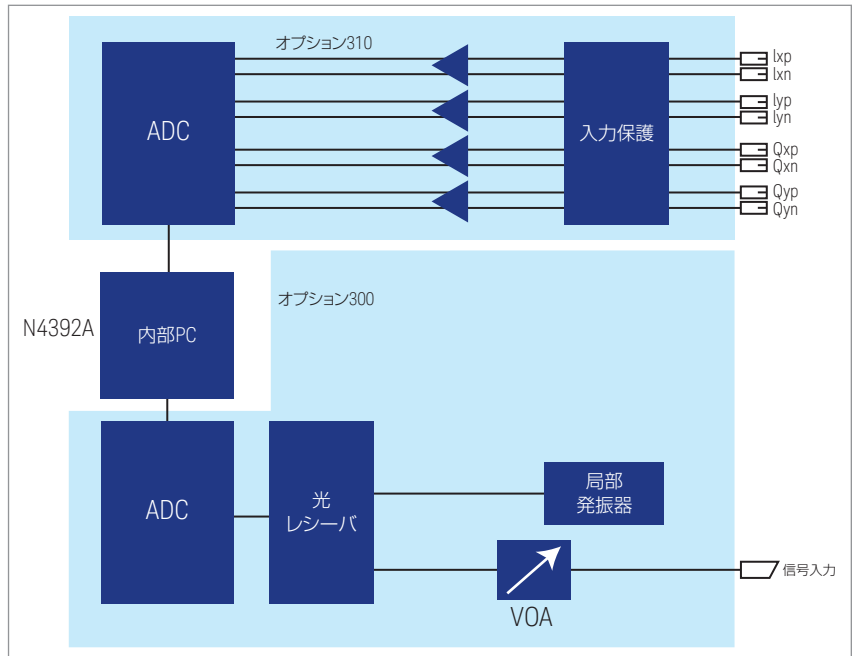 オプション310
ADC
入力保護
lxp
lxn
lyp
lyn
Qxp
Qxn
Qyp
Qyn
N4392A
内部PC
オプション300
ADC
光
レシーバ
局部
発振器
VOA
信号入力